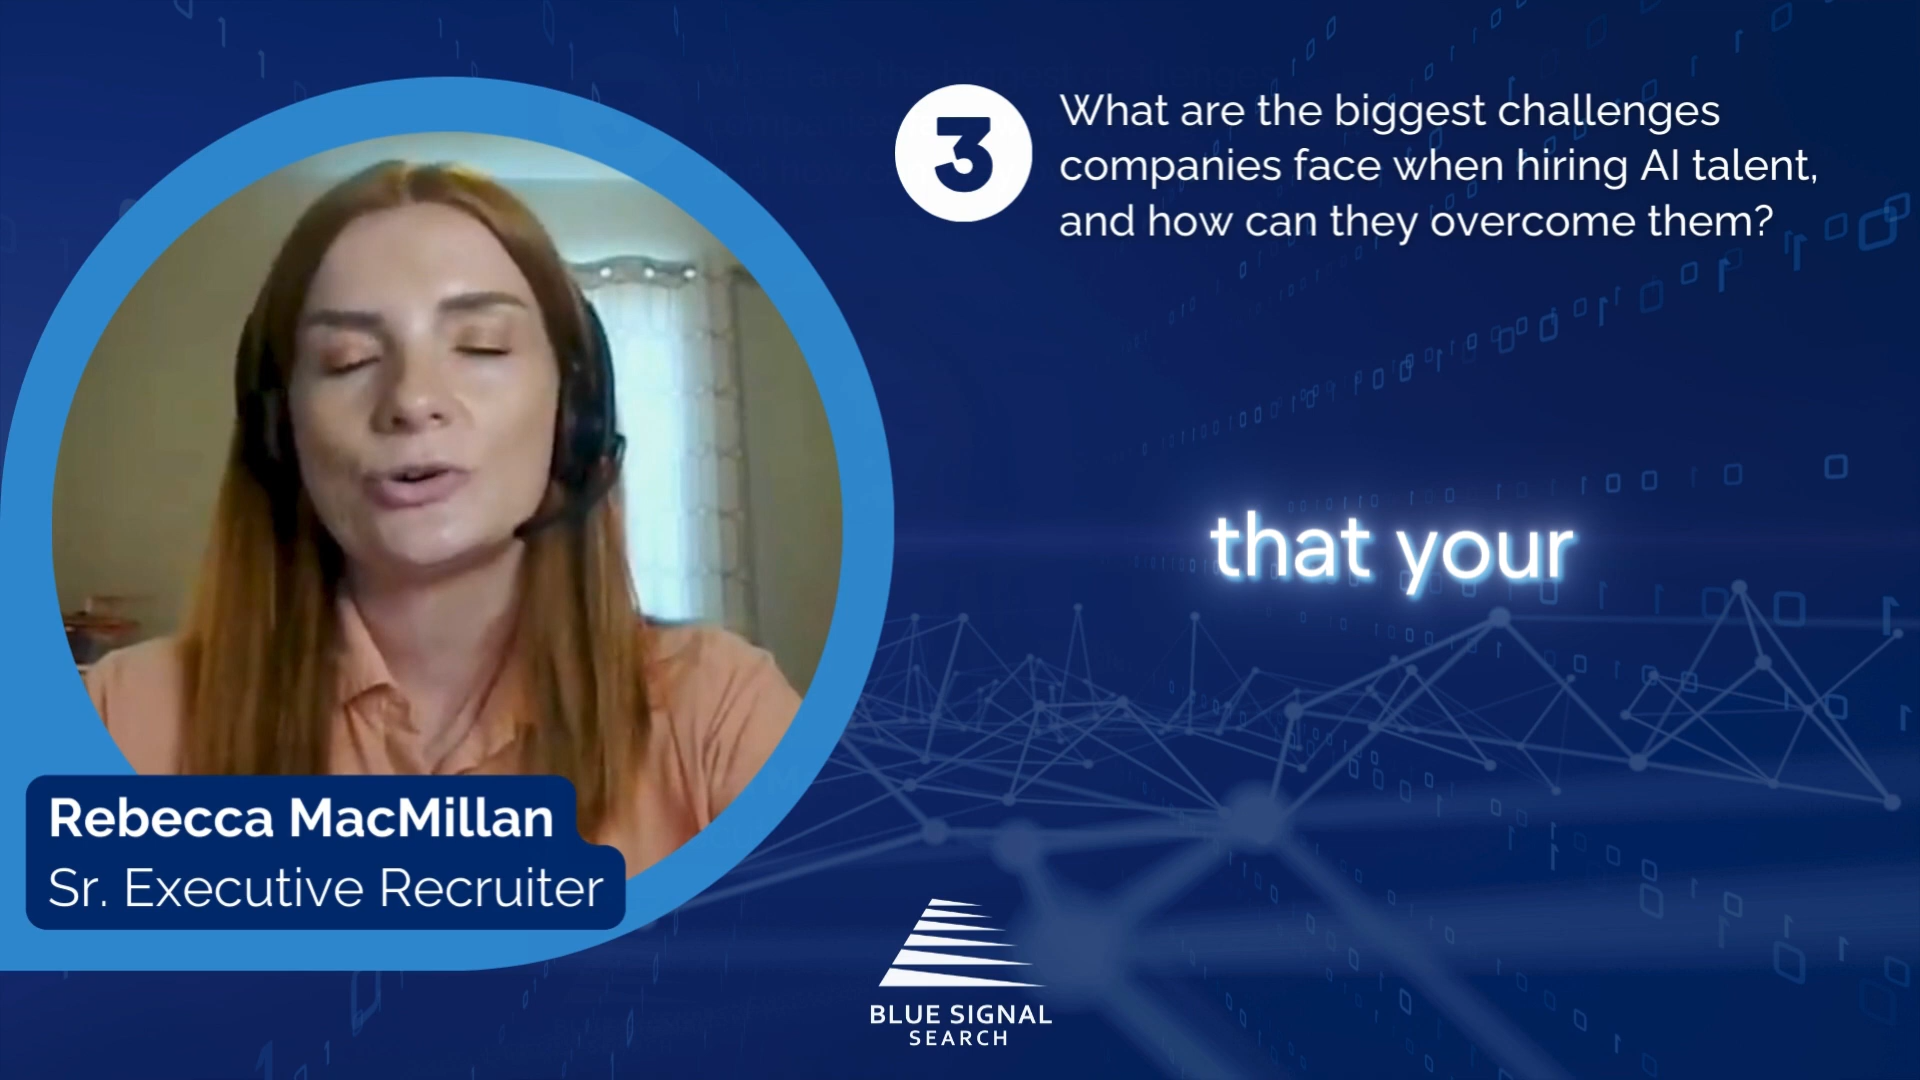 3
What are the biggest challenges
companies face when hiring AI talent,
and how can they overcome them?
that your
Rebecca MacMillan
Sr. Executive Recruiter
BLUE SIGNAL
SEARCH